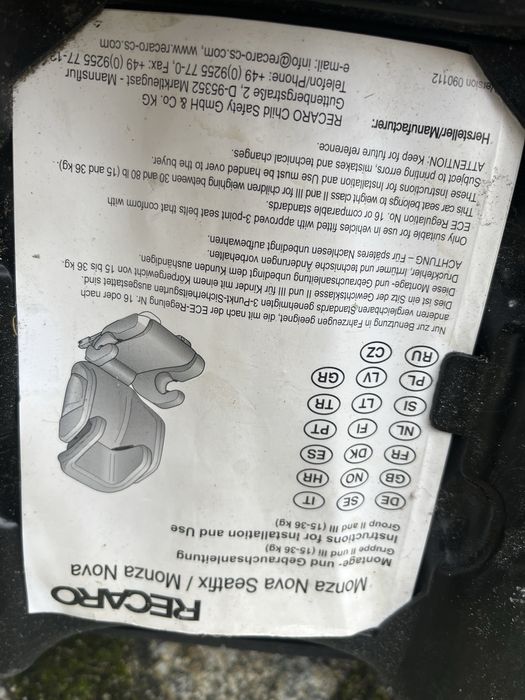 RECARO
Monza Nova Seatfix / Monza Nova
Montage- und Gebrauchsanleitung
Gruppe II und III (15-36 kg)
Instructions for Installation and Use
Group II and III (15-36 kg)
DE SE IT
GB NO HR
FR DK ES
NL FI PT
SI LT TR
PL LV GR
RU CZ
Nur zur Benutzung in Fahrzeugen geeignet, die mit nach der ECE-Regelung Nr. 16 oder nach
anderen vergleichbaren Standards genehmigten 3-Punkt-Sicherheitsgurten ausgestattet sind.
Dies ist ein Sitz der Gewichtsklasse II und III für Kinder mit einem Körpergewicht von 15 bis 36 kg.
Diese Montage- und Gebrauchsanleitung unbedingt dem Kunden aushändigen.
Druckfehler, Irrtümer und technische Änderungen vorbehalten.
ACHTUNG – Für späteres Nachlesen unbedingt aufbewahren.
Only suitable for use in vehicles fitted with approved 3-point seat belts that conform with
ECE Regulation No. 16 or comparable standards.
This car seat belongs to weight class II and III for children weighing between 30 and 80 lb (15 and 36 kg).
These Instructions for Installation and Use must be handed over to the buyer.
Subject to printing errors, mistakes and technical changes.
ATTENTION: Keep for future reference.
Hersteller/Manufacturer:
RECARO Child Safety GmbH & Co. KG
Guttenbergstraße 2, D-95352 Marktleugast - Mannsflur
Telefon/Phone: +49 (0)9255 77-0, Fax: +49 (0)9255 77-13
e-mail: info@recaro-cs.com, www.recaro-cs.com
Version 090112